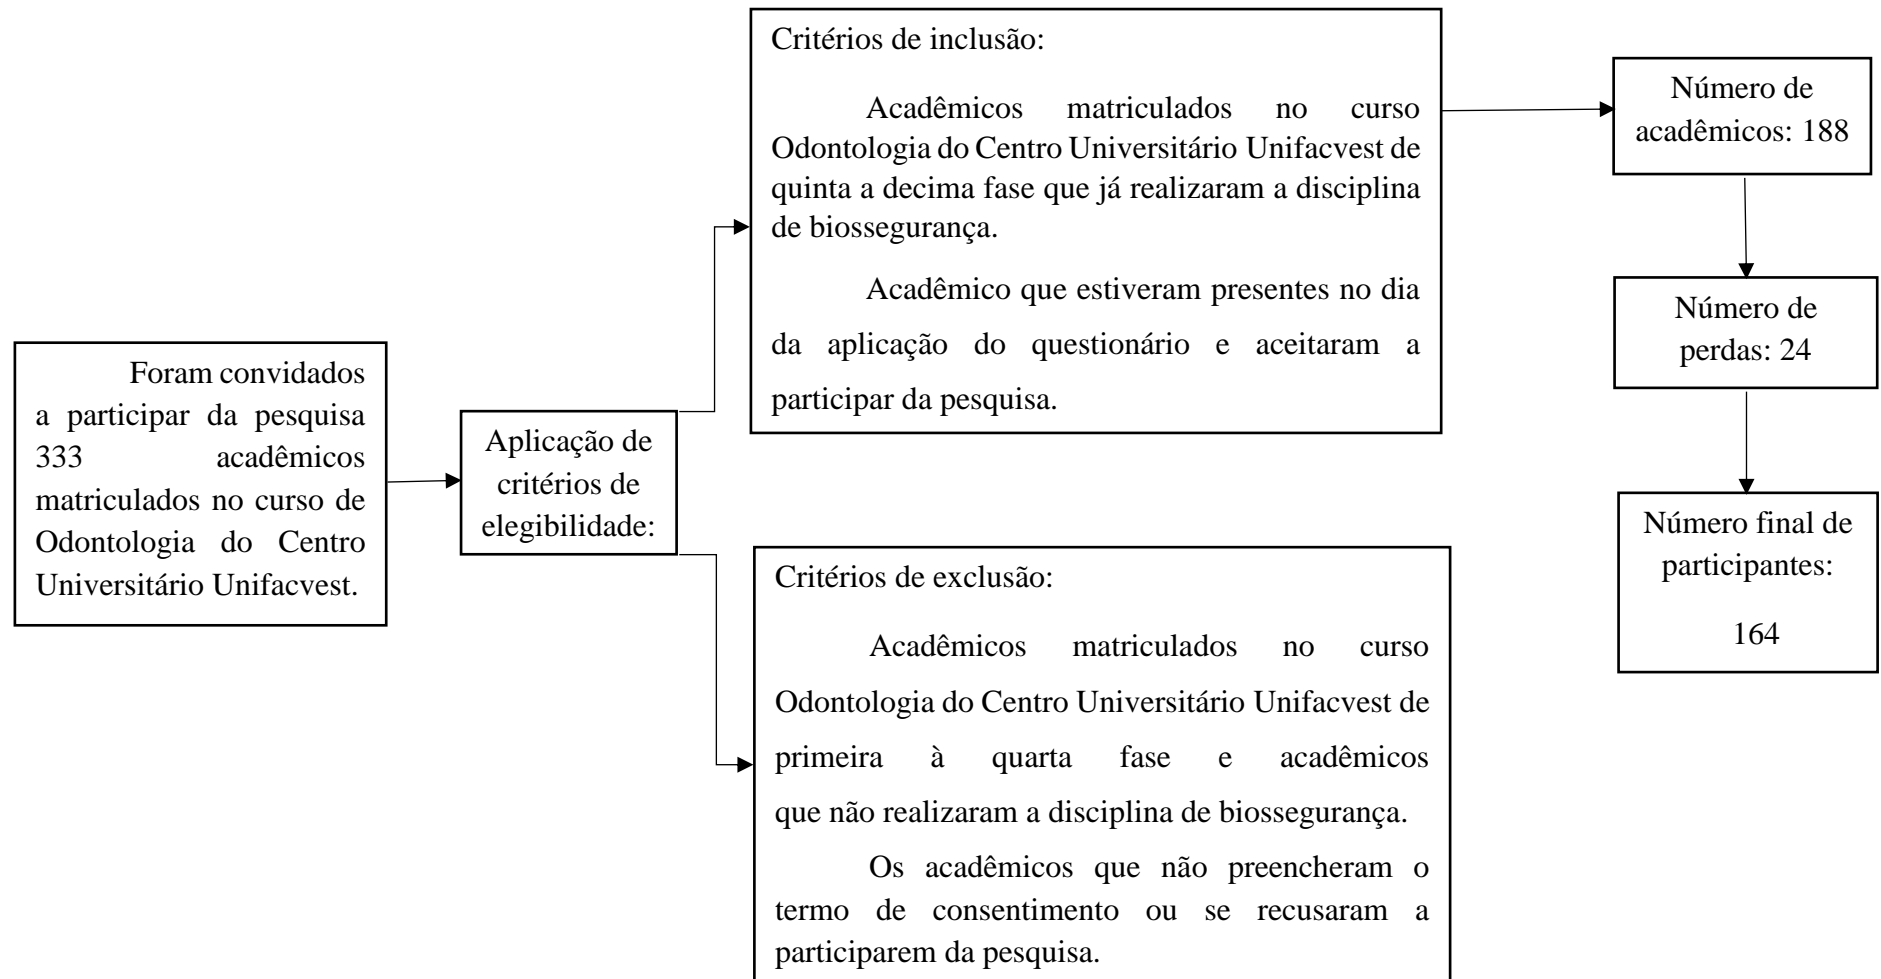 Foram convidados
a participar da pesquisa
333 acadêmicos
matriculados no curso de
Odontologia do Centro
Universitário Unifacvest.
Aplicação de
critérios de
elegibilidade:
Critérios de inclusão:
Acadêmicos matriculados no curso
Odontologia do Centro Universitário Unifacvest de
quinta a decima fase que já realizaram a disciplina
de biossegurança.
Acadêmico que estiveram presentes no dia
da aplicação do questionário e aceitaram a
participar da pesquisa.
Critérios de exclusão:
Acadêmicos matriculados no curso
Odontologia do Centro Universitário Unifacvest de
primeira à quarta fase e acadêmicos
que não realizaram a disciplina de biossegurança.
Os acadêmicos que não preencheram o
termo de consentimento ou se recusaram a
participarem da pesquisa.
Número de
acadêmicos: 188
Número de
perdas: 24
Número final de
participantes:
164